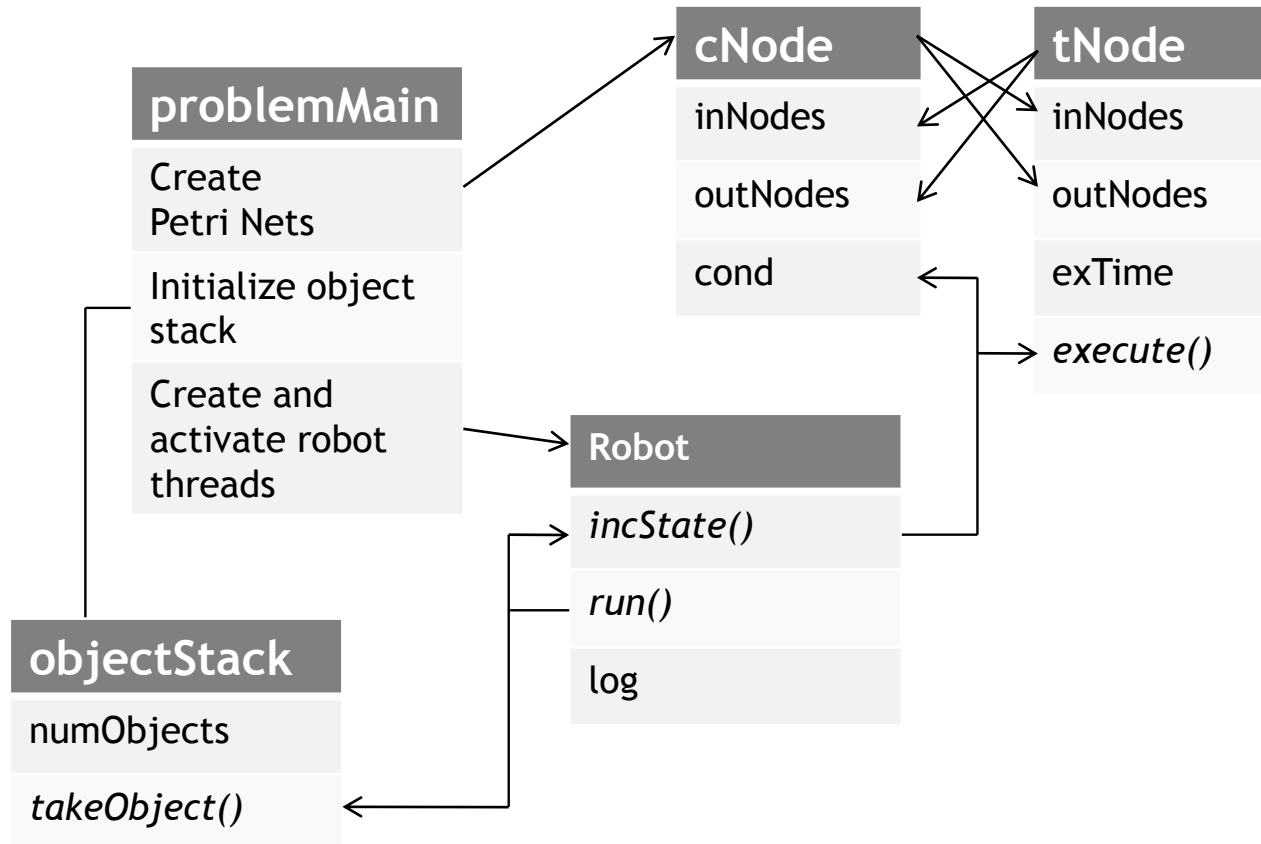 problemMain
Create
Petri Nets
Initialize object
stack
Create and
activate robot
threads
cNode
inNodes
outNodes
cond
tNode
inNodes
outNodes
exTime
execute()
Robot
incState()
run()
log
objectStack
numObjects
takeObject()